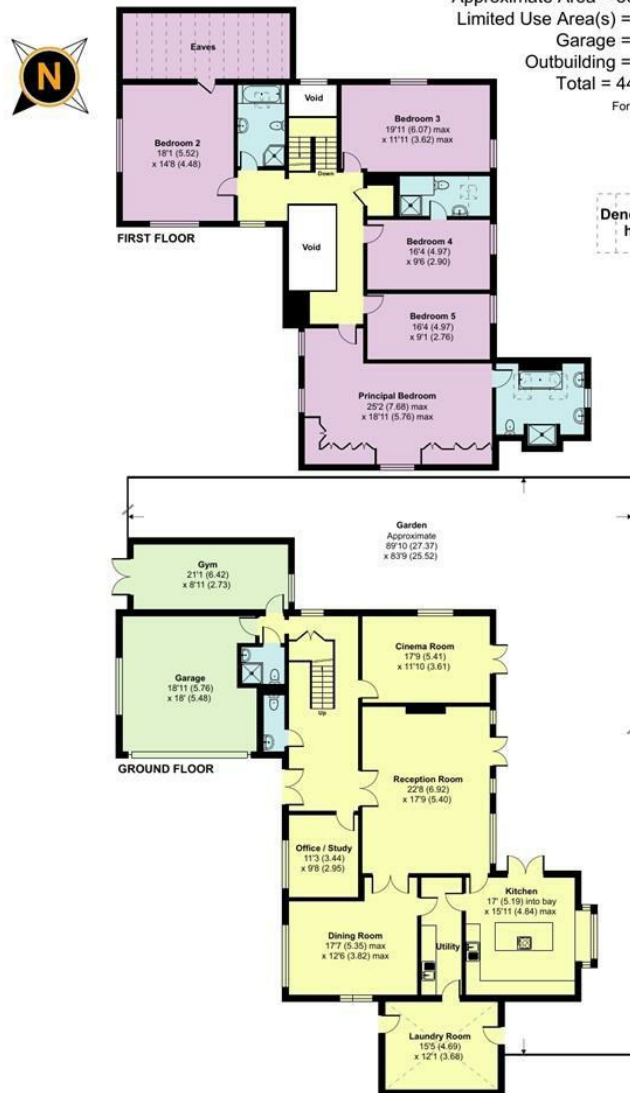 Approximate Area =
Limited Use Area(s) =
Garage =
Outbuilding =
Total = 44
For
N
Eaves
Void
Bedroom 2
18'1 (5.52)
x 14'8 (4.48)
Bedroom 3
19'11 (6.07) max
x 11'11 (3.62) max
Down
Void
Bedroom 4
16'4 (4.97)
x 9'6 (2.90)
Bedroom 5
16'4 (4.97)
x 9'1 (2.76)
FIRST FLOOR
Principal Bedroom
25'2 (7.68) max
x 18'11 (5.76) max
Garden
Approximate
89'10 (27.37)
x 83'9 (25.52)
Gym
21'1 (6.42)
x 8'11 (2.73)
Cinema Room
17'9 (5.41)
x 11'10 (3.61)
Garage
18'11 (5.76)
x 18' (5.48)
Up
GROUND FLOOR
Reception Room
22'8 (6.92)
x 17'9 (5.40)
Office / Study
11'3 (3.44)
x 9'8 (2.95)
Kitchen
17' (5.19) into bay
x 15'11 (4.84) max
Dining Room
17'7 (5.35) max
x 12'6 (3.82) max
Utility
Laundry Room
15'5 (4.69)
x 12'1 (3.68)